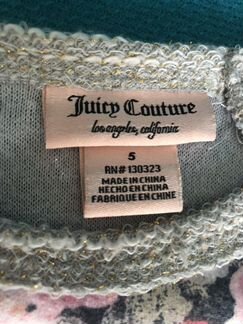 Juicy Couture
los angeles, california
5
RN# 130323
MADE IN CHINA
HECHO EN CHINA
FABRIQUE EN CHINE